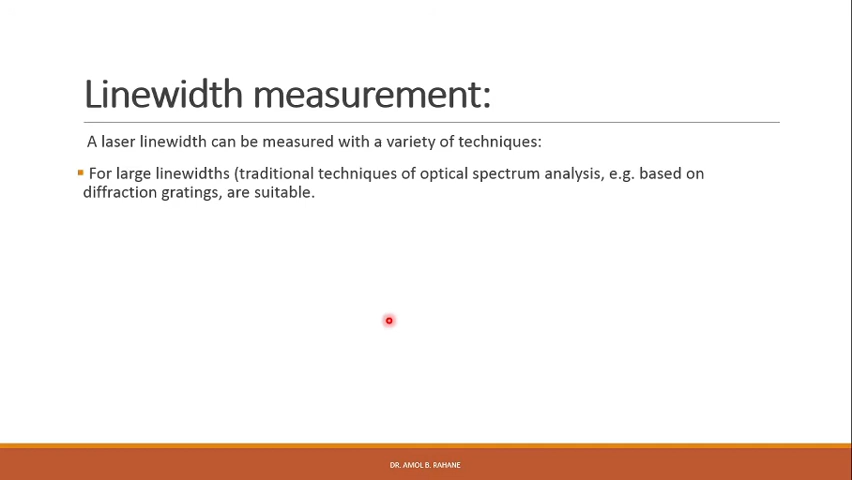 Linewidth measurement:
A laser linewidth can be measured with a variety of techniques:
For large linewidths (traditional techniques of optical spectrum analysis, e.g. based on
diffraction gratings, are suitable.
DR. AMOL B. RAHANE